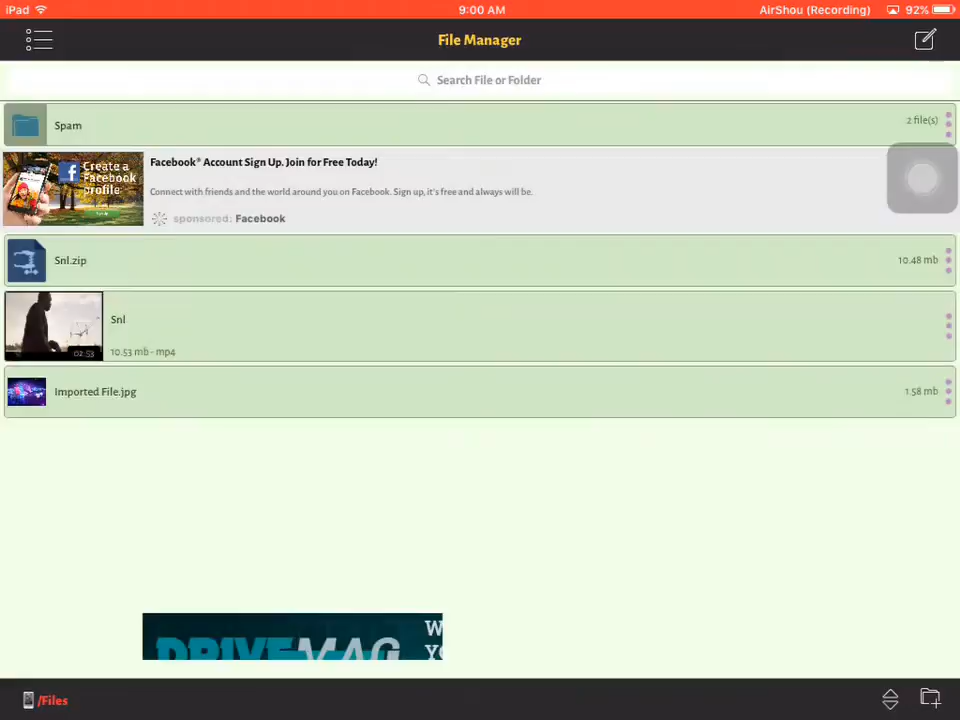 iPad
9:00 AM
AirShou (Recording)
92%
File Manager
Search File or Folder
Spam
2 file(s)
Create a
Facebook
profile.
Facebook® Account Sign Up. Join for Free Today!
Connect with friends and the world around you on Facebook. Sign up, it's free and always will be.
sponsored: Facebook
Snl.zip
10.48 mb
Snl
02:53
10.53 mb - mp4
Imported File.jpg
1.58 mb
DRIVEMAG
W
YO
/Files